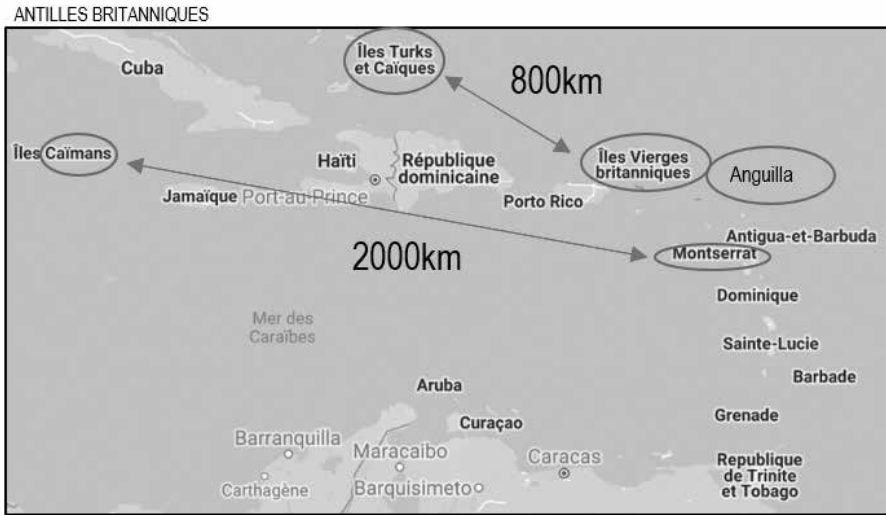 ANTILLES BRITANNIQUES
Îles Turks
et Caïques
Cuba
800km
Îles Caïmans
Haïti
République
dominicaine
Îles Vierges
britanniques
Anguilla
Jamaïque
Port-au-Prince
Porto Rico
Antigua-et-Barbuda
Montserrat
2000km
Dominique
Mer des
Caraïbes
Sainte-Lucie
Barbade
Aruba
Curaçao
Grenade
Barranquilla
Maracaibo
Caracas
Republique
de Trinite
et Tobago
Carthagène
Barquisimeto